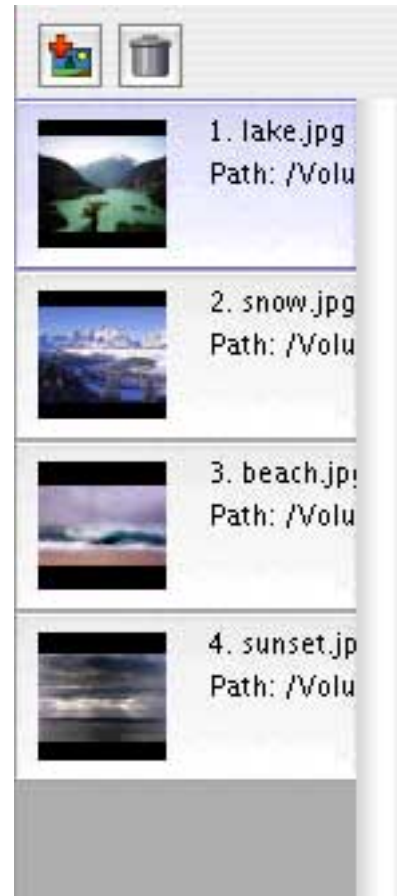 1. lake.jpg
Path: /Volu
2. snow.jpg
Path: /Volu
3. beach.jp
Path: /Volu
4. sunset.jp
Path: /Volu